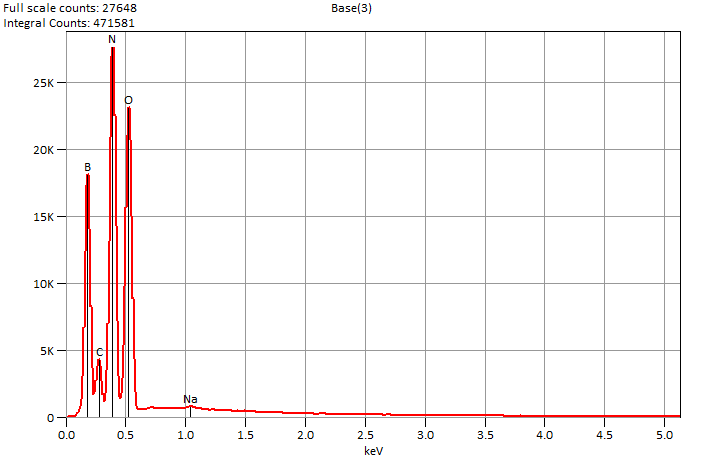 Full scale counts: 27648
Base(3)
Integral Counts: 471581
N
25K
O
20K
B
15K
10K
5K
C
Na
0
0.0 0.5 1.0 1.5 2.0 2.5 3.0 3.5 4.0 4.5 5.0
keV